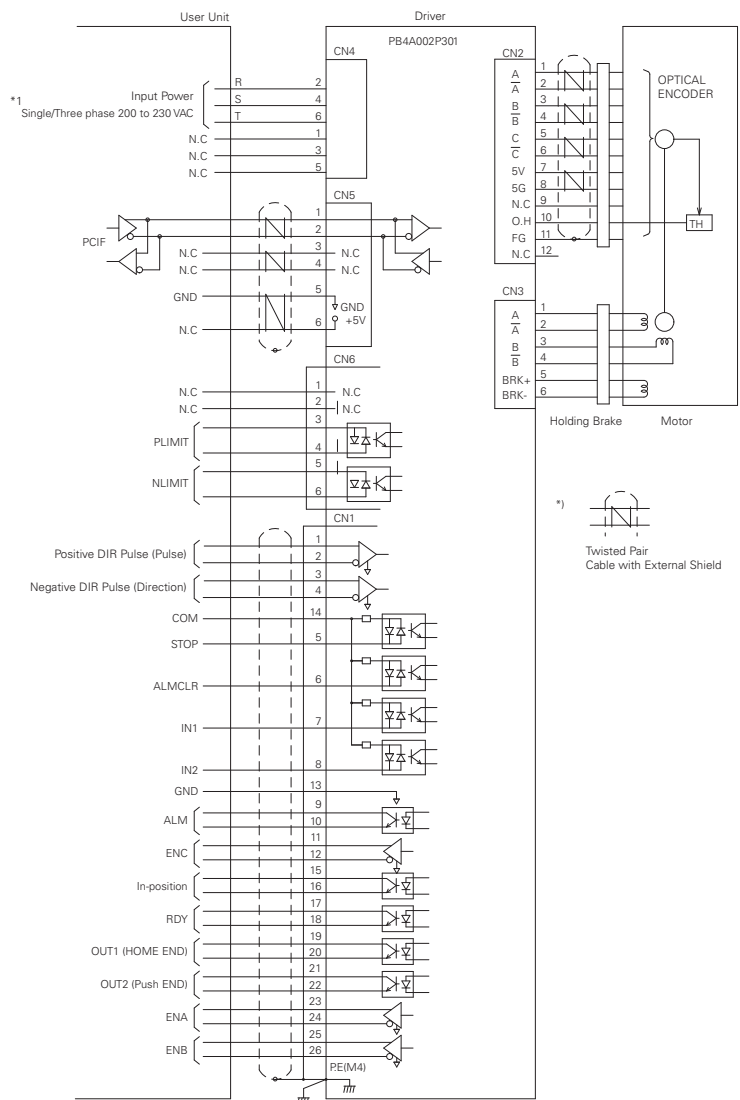 User Unit
Driver
PB4A002P301
CN4
R 2
S 4
T 6
*1
Input Power
Single/Three phase 200 to 230 VAC
N.C 1
N.C 3
N.C 5
CN5
PCIF
1
2
N.C 3 N.C
N.C 4 N.C
GND 5 GND
+5V
N.C 6
CN6
N.C 1 N.C
N.C 2 N.C
PLIMIT
3
4
NLIMIT
5
6
CN1
Positive DIR Pulse (Pulse)
1
2
Negative DIR Pulse (Direction)
3
4
COM 14
STOP 5
ALMCLR 6
IN1 7
IN2 8
GND 13
ALM
9
10
ENC
11
12
In-position
15
16
RDY
17
18
OUT1 (HOME END)
19
20
OUT2 (Push END)
21
22
ENA
23
24
ENB
25
26
P.E(M4)
CN2
A 1
A 2
B 3
B 4
C 5
C 6
5V 7
5G 8
N.C 9
O.H 10
FG 11
N.C 12
OPTICAL
ENCODER
TH
CN3
A 1
A 2
B 3
B 4
BRK+ 5
BRK- 6
Holding Brake
Motor
*)
Twisted Pair
Cable with External Shield